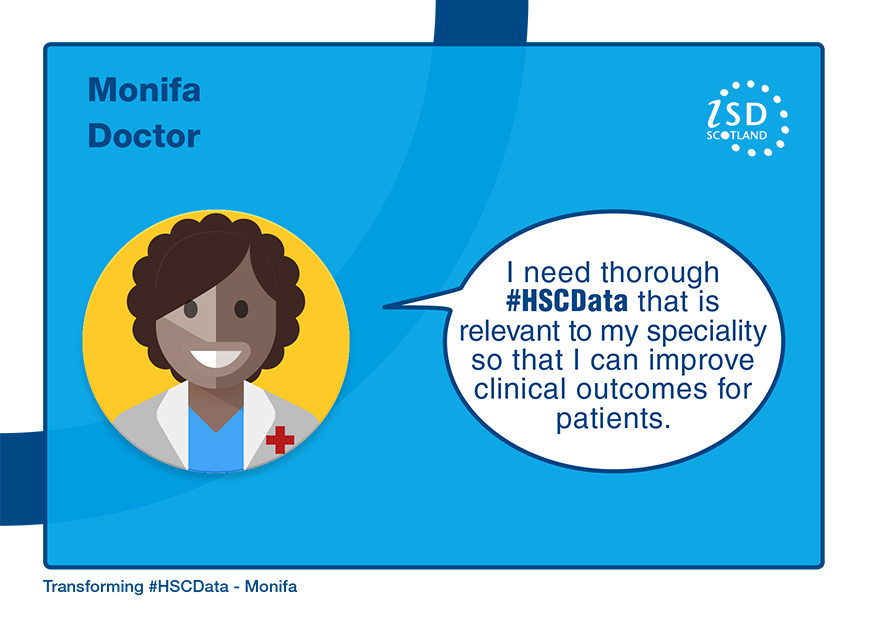 Monifa
Doctor
ISD
SCOTLAND
I need thorough
#HSCData that is
relevant to my speciality
so that I can improve
clinical outcomes for
patients.
Transforming #HSCData - Monifa